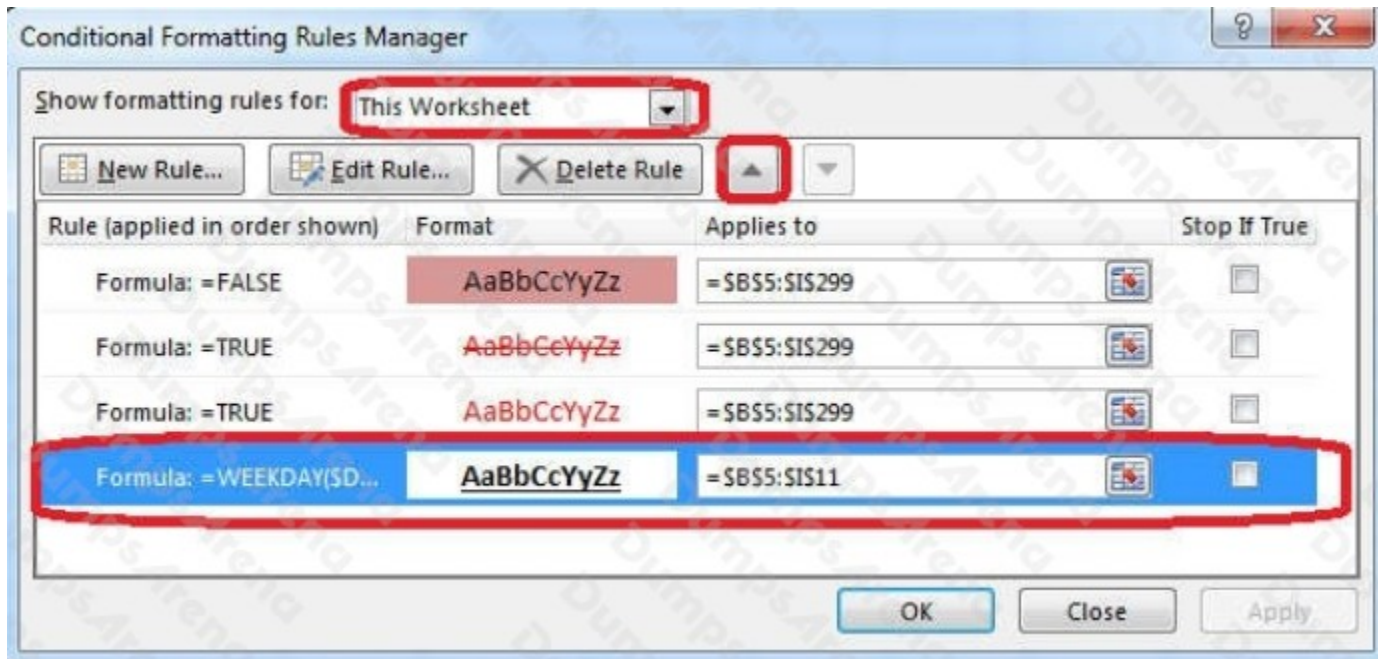 Conditional Formatting Rules Manager
Show formatting rules for: This Worksheet
New Rule... Edit Rule... Delete Rule
Rule (applied in order shown) Format Applies to Stop If True
Formula: =FALSE AaBbCcYyZz =$B$5:$I$299
Formula: =TRUE AaBbCcYyZz =$B$5:$I$299
Formula: =TRUE AaBbCcYyZz =$B$5:$I$299
Formula: =WEEKDAY($D... AaBbCcYyZz =$B$5:$I$11
OK Close Apply
DumpsArena